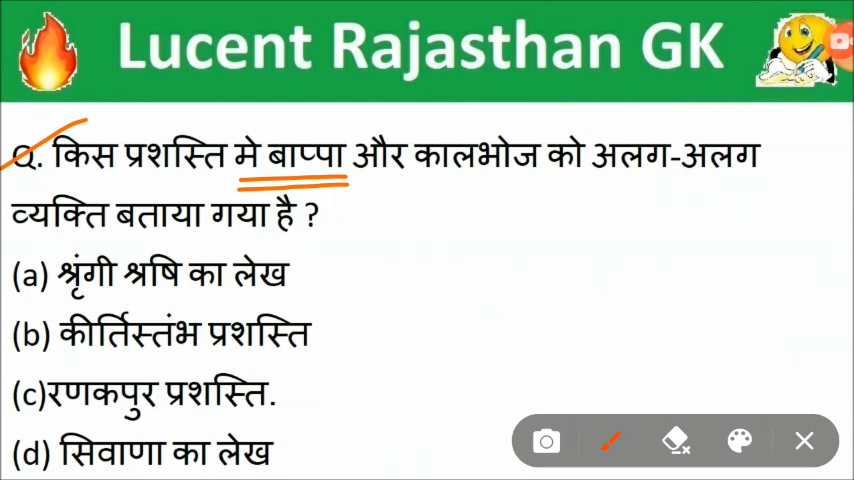 Lucent Rajasthan GK
Q. किस प्रशस्ति मे बाप्पा और कालभोज को अलग-अलग
व्यक्ति बताया गया है ?
(a) श्रृंगी श्रषि का लेख
(b) कीर्तिस्तंभ प्रशस्ति
(c)रणकपुर प्रशस्ति.
(d) सिवाणा का लेख